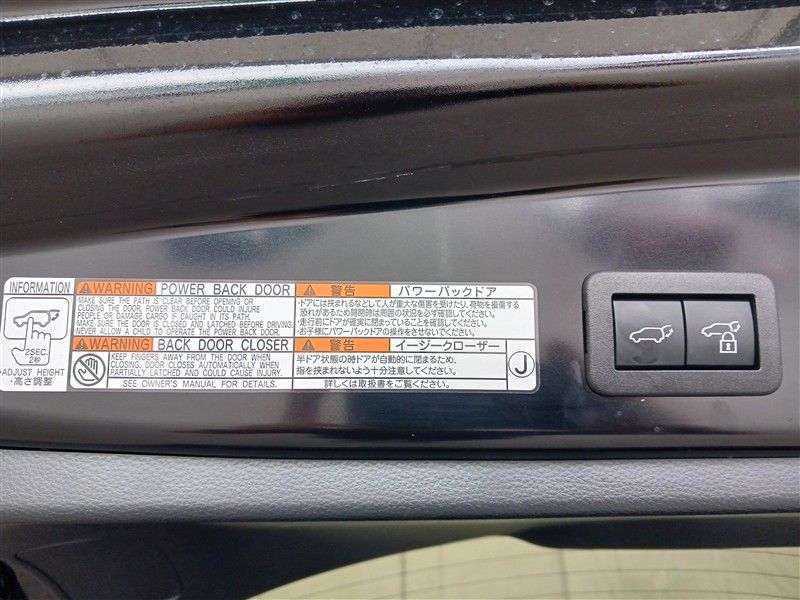 INFORMATION
2SEC.
2秒
・ADJUST HEIGHT
・高さ調整
WARNING POWER BACK DOOR
・MAKE SURE THE PATH IS CLEAR BEFORE OPENING OR
CLOSING THE DOOR. POWER BACK DOOR COULD INJURE
PEOPLE OR DAMAGE CARGO IF CAUGHT IN ITS PATH.
・MAKE SURE THE DOOR IS CLOSED AND LATCHED BEFORE DRIVING.
・NEVER ALLOW A CHILD TO OPERATE THE POWER BACK DOOR.
WARNING BACK DOOR CLOSER
KEEP FINGERS AWAY FROM THE DOOR WHEN
CLOSING. DOOR CLOSES AUTOMATICALLY WHEN
PARTIALLY LATCHED AND COULD CAUSE INJURY.
SEE OWNER'S MANUAL FOR DETAILS.
警告 パワーバックドア
・ドアには挟まれるなどして人が重大な傷害を受けたり、荷物を損傷する
恐れがあるため開閉時は周囲の状況を必ず確認してください。
・走行前にドアが確実に閉まっていることを確認してください。
・お子様にパワーバックドアの操作をさせないでください。
警告 イージークローザー
半ドア状態の時ドアが自動的に閉まるため、
指を挟まれないよう十分注意してください。
詳しくは取扱書をご覧ください。
J